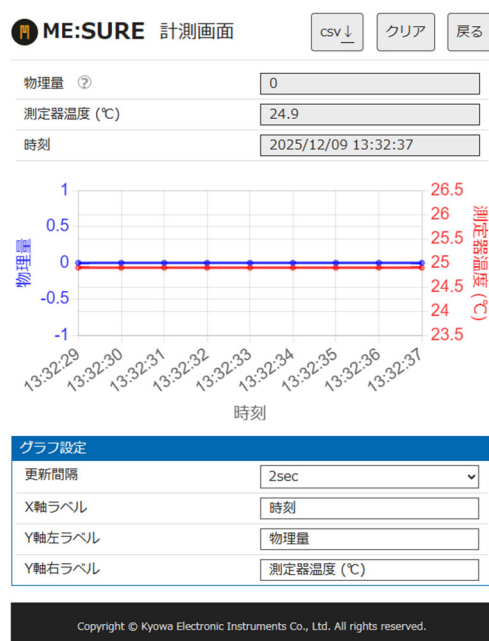 ME:SURE 計測画面
csv↓ クリア 戻る
物理量 ? 0
測定器温度 (℃) 24.9
時刻 2025/12/09 13:32:37
1 26.5
26
0.5 25.5
0 25
-0.5 24.5
24
-1 23.5
物理量
測定器温度 (℃)
13:32:29 13:32:30 13:32:31 13:32:32 13:32:33 13:32:34 13:32:35 13:32:36 13:32:37
時刻
グラフ設定
更新間隔 2sec
X軸ラベル 時刻
Y軸左ラベル 物理量
Y軸右ラベル 測定器温度 (℃)
Copyright © Kyowa Electronic Instruments Co., Ltd. All rights reserved.